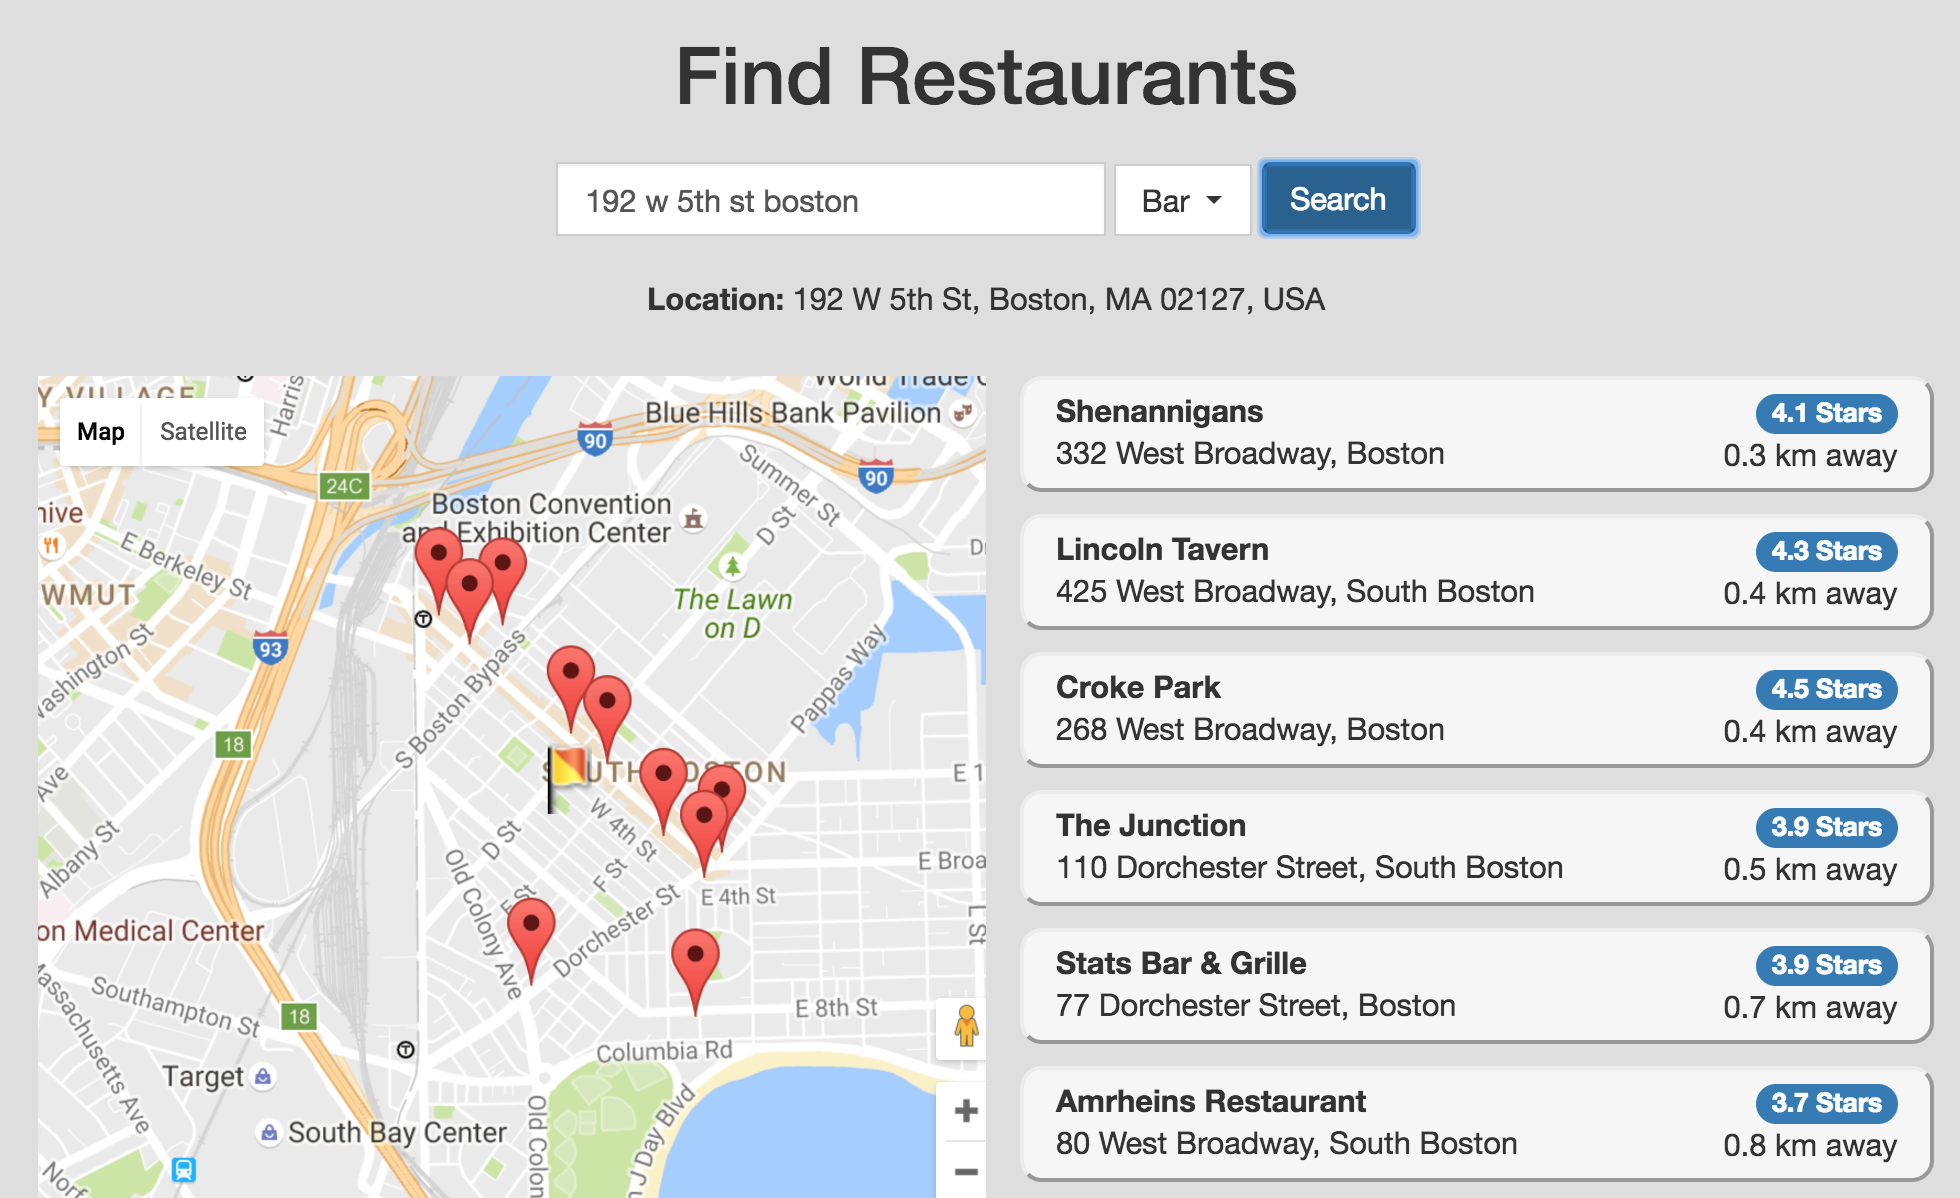 Find Restaurants
192 w 5th st boston
Bar
Search
Location: 192 W 5th St, Boston, MA 02127, USA
Map
Satellite
Y VILLAGE
Harris
World Trade C
Blue Hills Bank Pavilion
90
90
24C
Summer St
Boston Convention
and Exhibition Center
D St
hive
E Berkeley St
WMUT
The Lawn
on D
T
93
Washington St
S Boston Bypass
Pappas Way
18
SOUTH BOSTON
E 1
Ave
W 4th St
D St
Albany St
Old Colony Ave
F St
E St
E Broa
E 4th St
Dorchester St
L St
on Medical Center
Massachusetts Ave
Southampton St
18
E 8th St
T
Columbia Rd
Target
South Bay Center
Old Colon
n J Day Blvd
Norf
Shenannigans
4.1 Stars
332 West Broadway, Boston
0.3 km away
Lincoln Tavern
4.3 Stars
425 West Broadway, South Boston
0.4 km away
Croke Park
4.5 Stars
268 West Broadway, Boston
0.4 km away
The Junction
3.9 Stars
110 Dorchester Street, South Boston
0.5 km away
Stats Bar & Grille
3.9 Stars
77 Dorchester Street, Boston
0.7 km away
Amrheins Restaurant
3.7 Stars
80 West Broadway, South Boston
0.8 km away